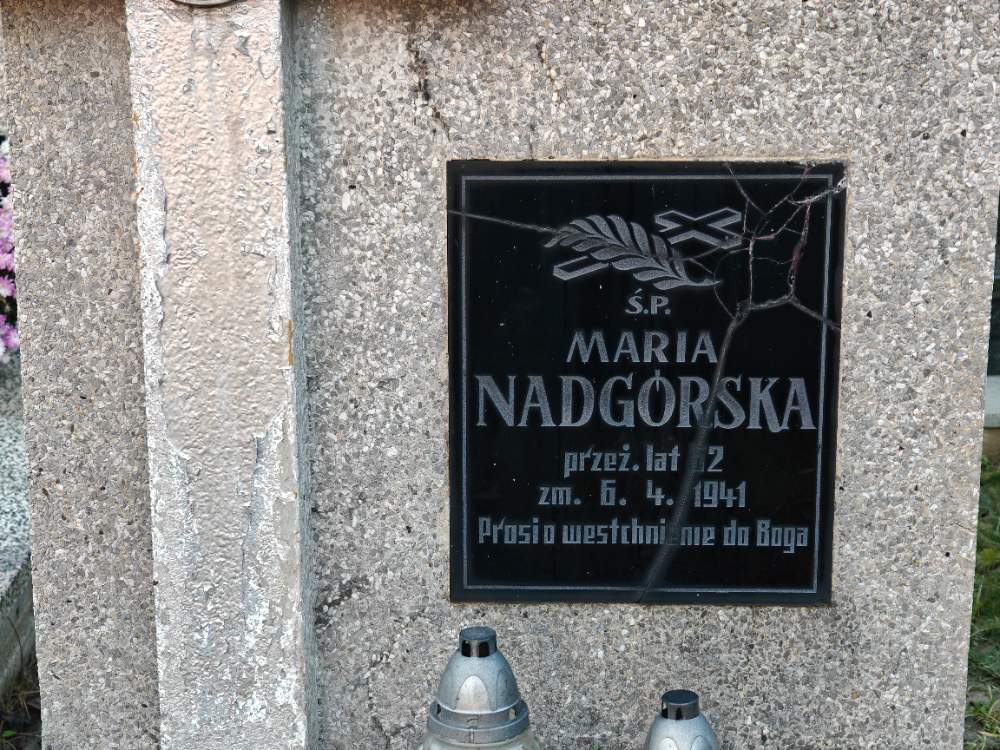 Ś.P.
MARIA
NADGÓRSKA
przeż. lat
zm. 6. 4. 1941
Prosi o westchnienie do Boga